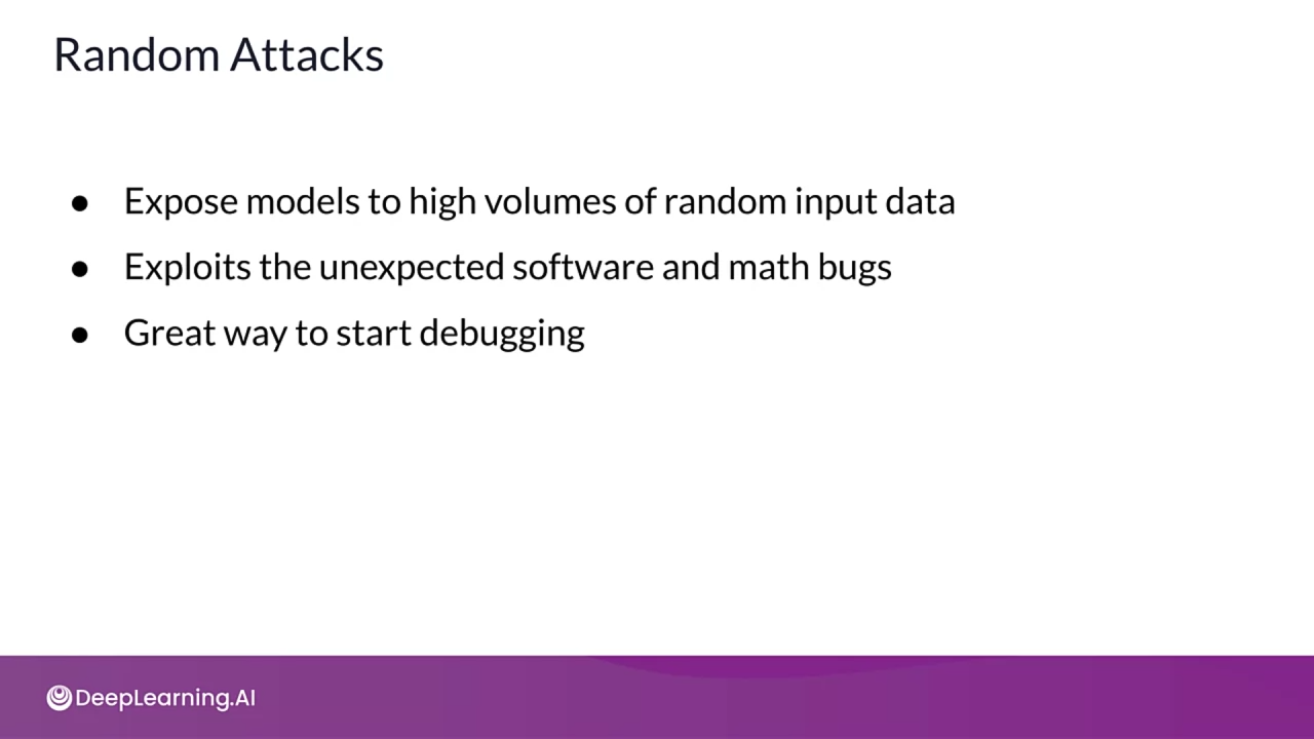 Random Attacks
● Expose models to high volumes of random input data
● Exploits the unexpected software and math bugs
● Great way to start debugging
DeepLearning.AI